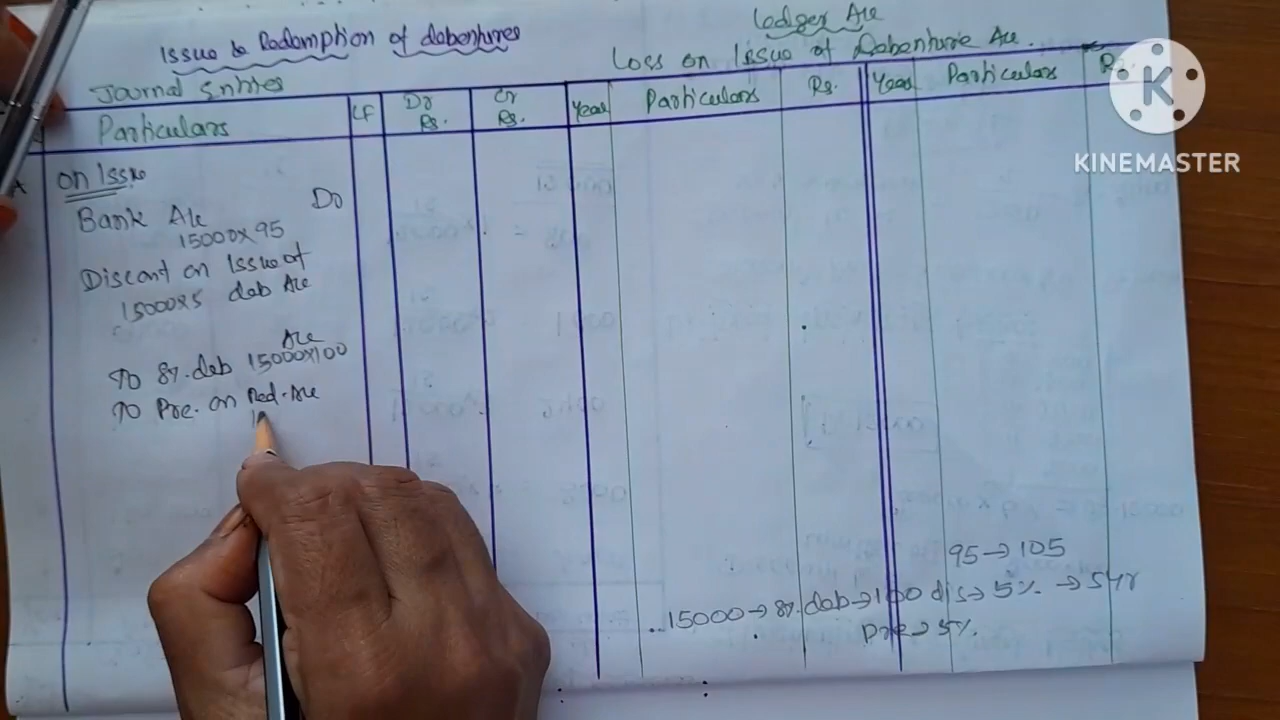 Issue & Redemption of debentures
Journal Entries
Particulars
LF
Dr
Rs.
Cr
Rs.
on Issue
Bank A/c Dr
15000x95
Discont on Issue of
15000x5 deb A/c
To 8%. deb 15000x100 A/c
To Pre. on Red. A/c
Ledger A/c
Loss on Issue of Debenture A/c.
Year
Particulars
Rs.
Year
Particulars
95→105
15000→8%. deb→100 dis→5%→5yr
Pre→5%.
KINEMASTER